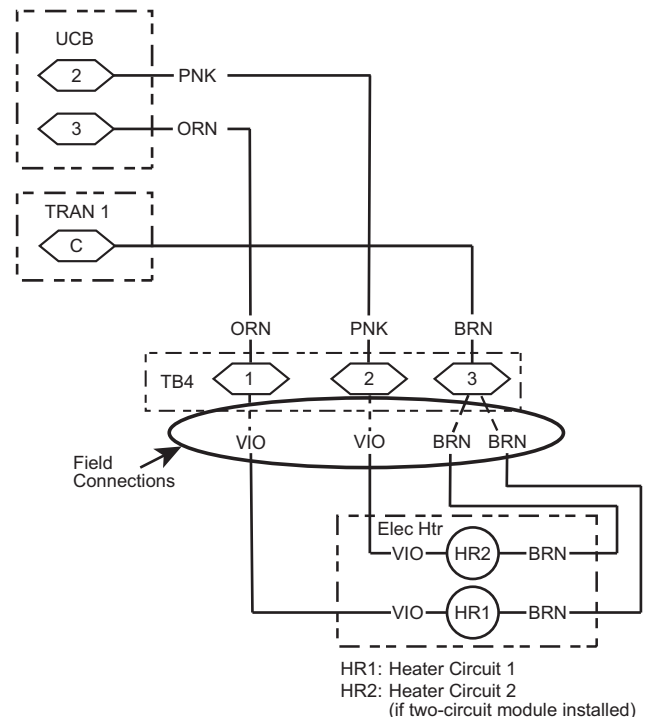 UCB
2 PNK
3 ORN
TRAN 1
C
ORN PNK BRN
TB4 1 2 3
VIO VIO BRN BRN
Field
Connections
Elec Htr
VIO HR2 BRN
VIO HR1 BRN
HR1: Heater Circuit 1
HR2: Heater Circuit 2
(if two-circuit module installed)